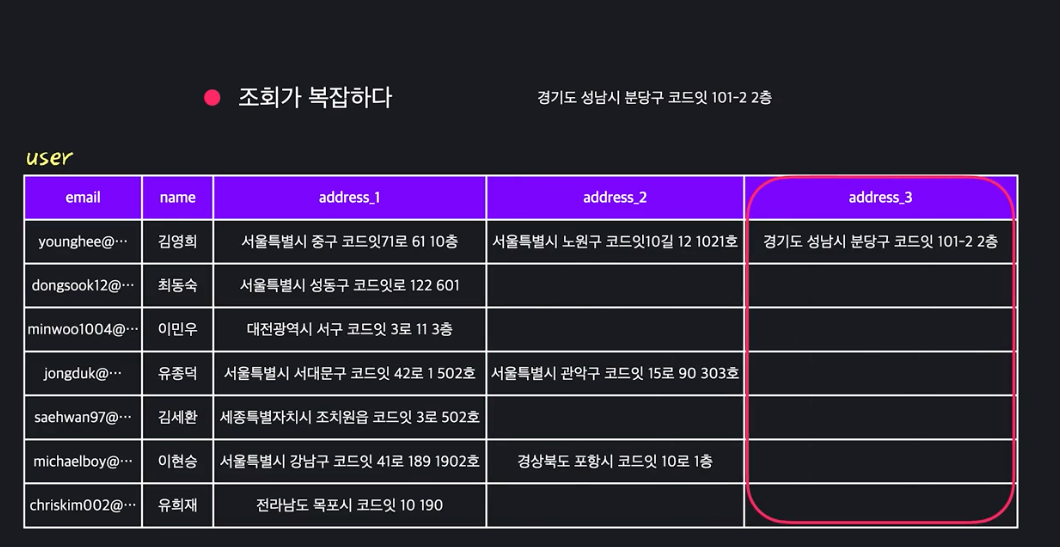 조회가 복잡하다
경기도 성남시 분당구 코드잇 101-2 2층
user
email name address_1 address_2 address_3
younghee@⋯ 김영희 서울특별시 중구 코드잇71로 61 10층 서울특별시 노원구 코드잇10길 12 1021호 경기도 성남시 분당구 코드잇 101-2 2층
dongsook12@⋯ 최동숙 서울특별시 성동구 코드잇로 122 601
minwoo1004@⋯ 이민우 대전광역시 서구 코드잇 3로 11 3층
jongduk@⋯ 유종덕 서울특별시 서대문구 코드잇 42로 1 502호 서울특별시 관악구 코드잇 15로 90 303호
saehwan97@⋯ 김세환 세종특별자치시 조치원읍 코드잇 3로 502호
michaelboy@⋯ 이현승 서울특별시 강남구 코드잇 41로 189 1902호 경상북도 포항시 코드잇 10로 1층
chriskim002@⋯ 유희재 전라남도 목포시 코드잇 10 190